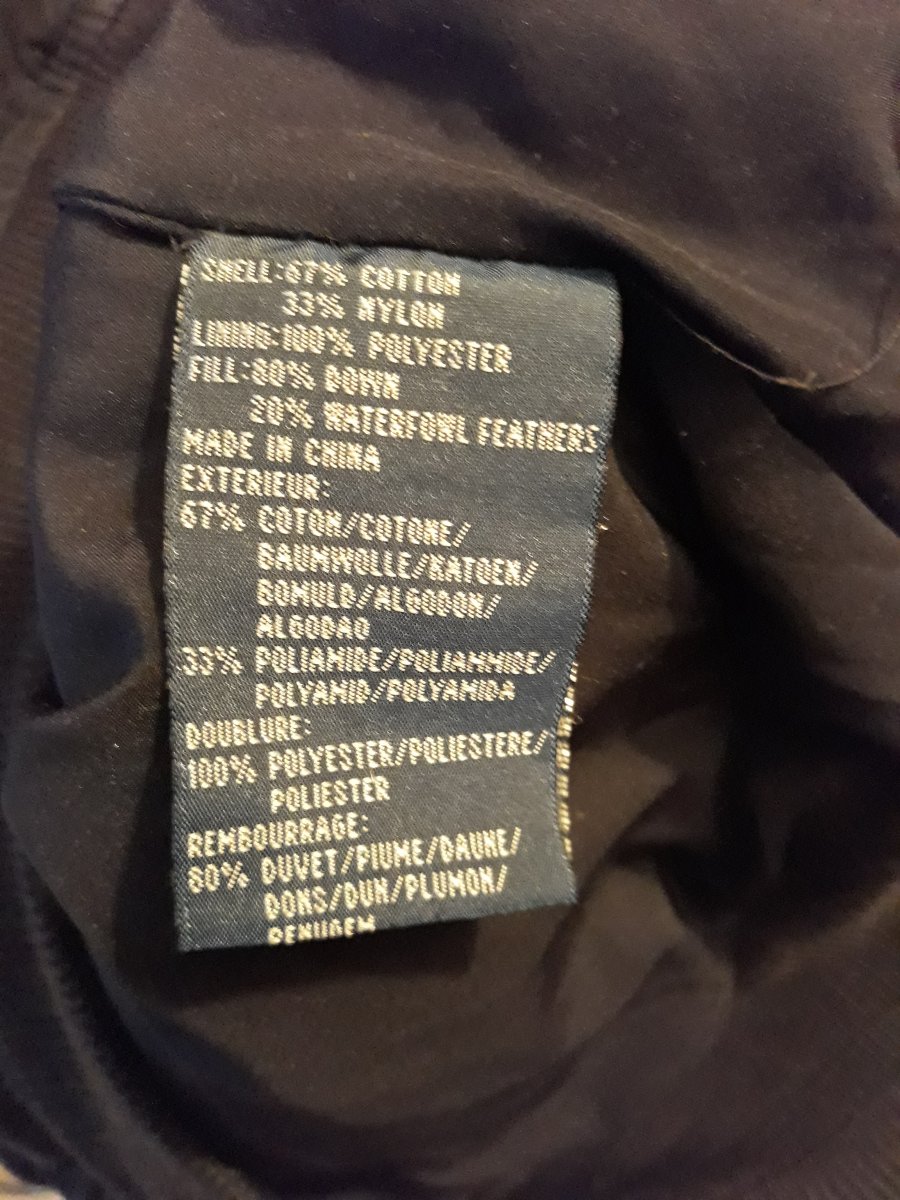 SHELL:67% COTTON
33% NYLON
LINING:100% POLYESTER
FILL:80% DOWN
20% WATERFOWL FEATHERS
MADE IN CHINA
EXTERIEUR:
67% COTON/COTONE/
BAUMWOLLE/KATOEN/
BOMULD/ALGODON/
ALGODAO
33% POLIAMIDE/POLIAMMIDE/
POLYAMID/POLYAMIDA
DOUBLURE:
100% POLYESTER/POLIESTERE/
POLIESTER
REMBOURRAGE:
80% DUVET/PIUME/DAUNE/
DONS/DUN/PLUMON/
PENUGEM